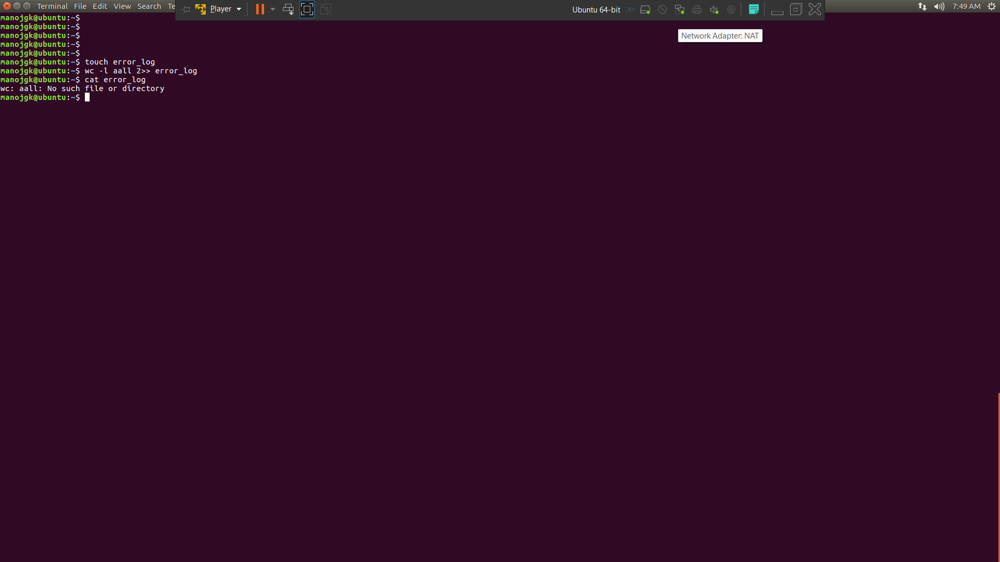 Terminal File Edit View Search Te Player Ubuntu 64-bit 7:49 AM
Network Adapter: NAT
manojgk@ubuntu:~$
manojgk@ubuntu:~$
manojgk@ubuntu:~$
manojgk@ubuntu:~$
manojgk@ubuntu:~$
manojgk@ubuntu:~$ touch error_log
manojgk@ubuntu:~$ wc -l aall 2>> error_log
manojgk@ubuntu:~$ cat error_log
wc: aall: No such file or directory
manojgk@ubuntu:~$